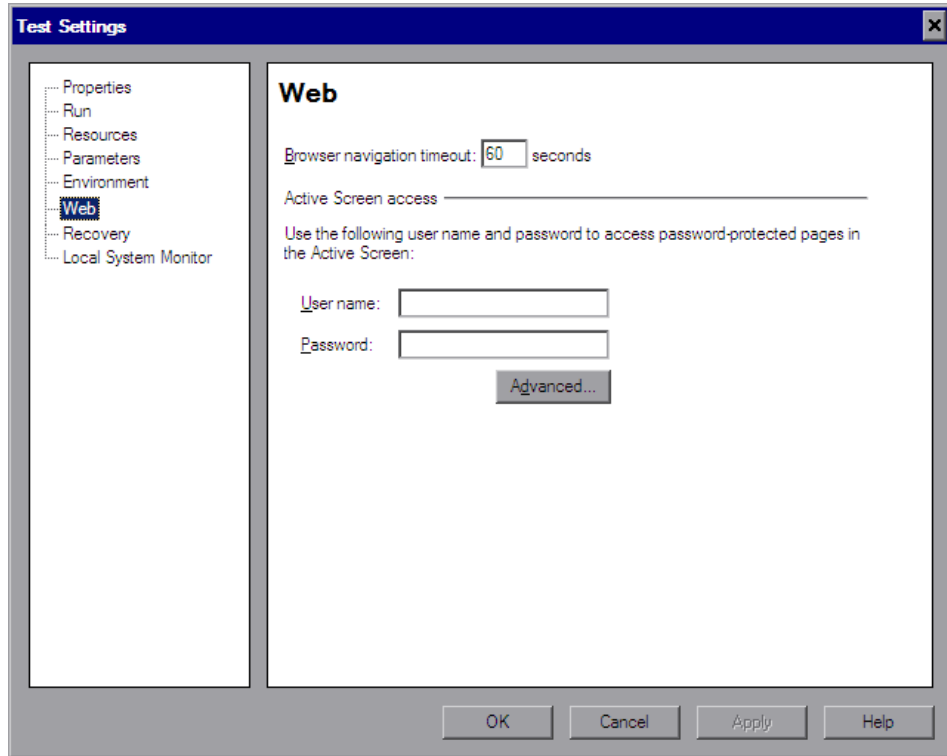 Test Settings
Properties
Run
Resources
Parameters
Environment
Web
Recovery
Local System Monitor
Web
Browser navigation timeout: 60 seconds
Active Screen access
Use the following user name and password to access password-protected pages in
the Active Screen:
User name:
Password:
Advanced...
OK
Cancel
Apply
Help